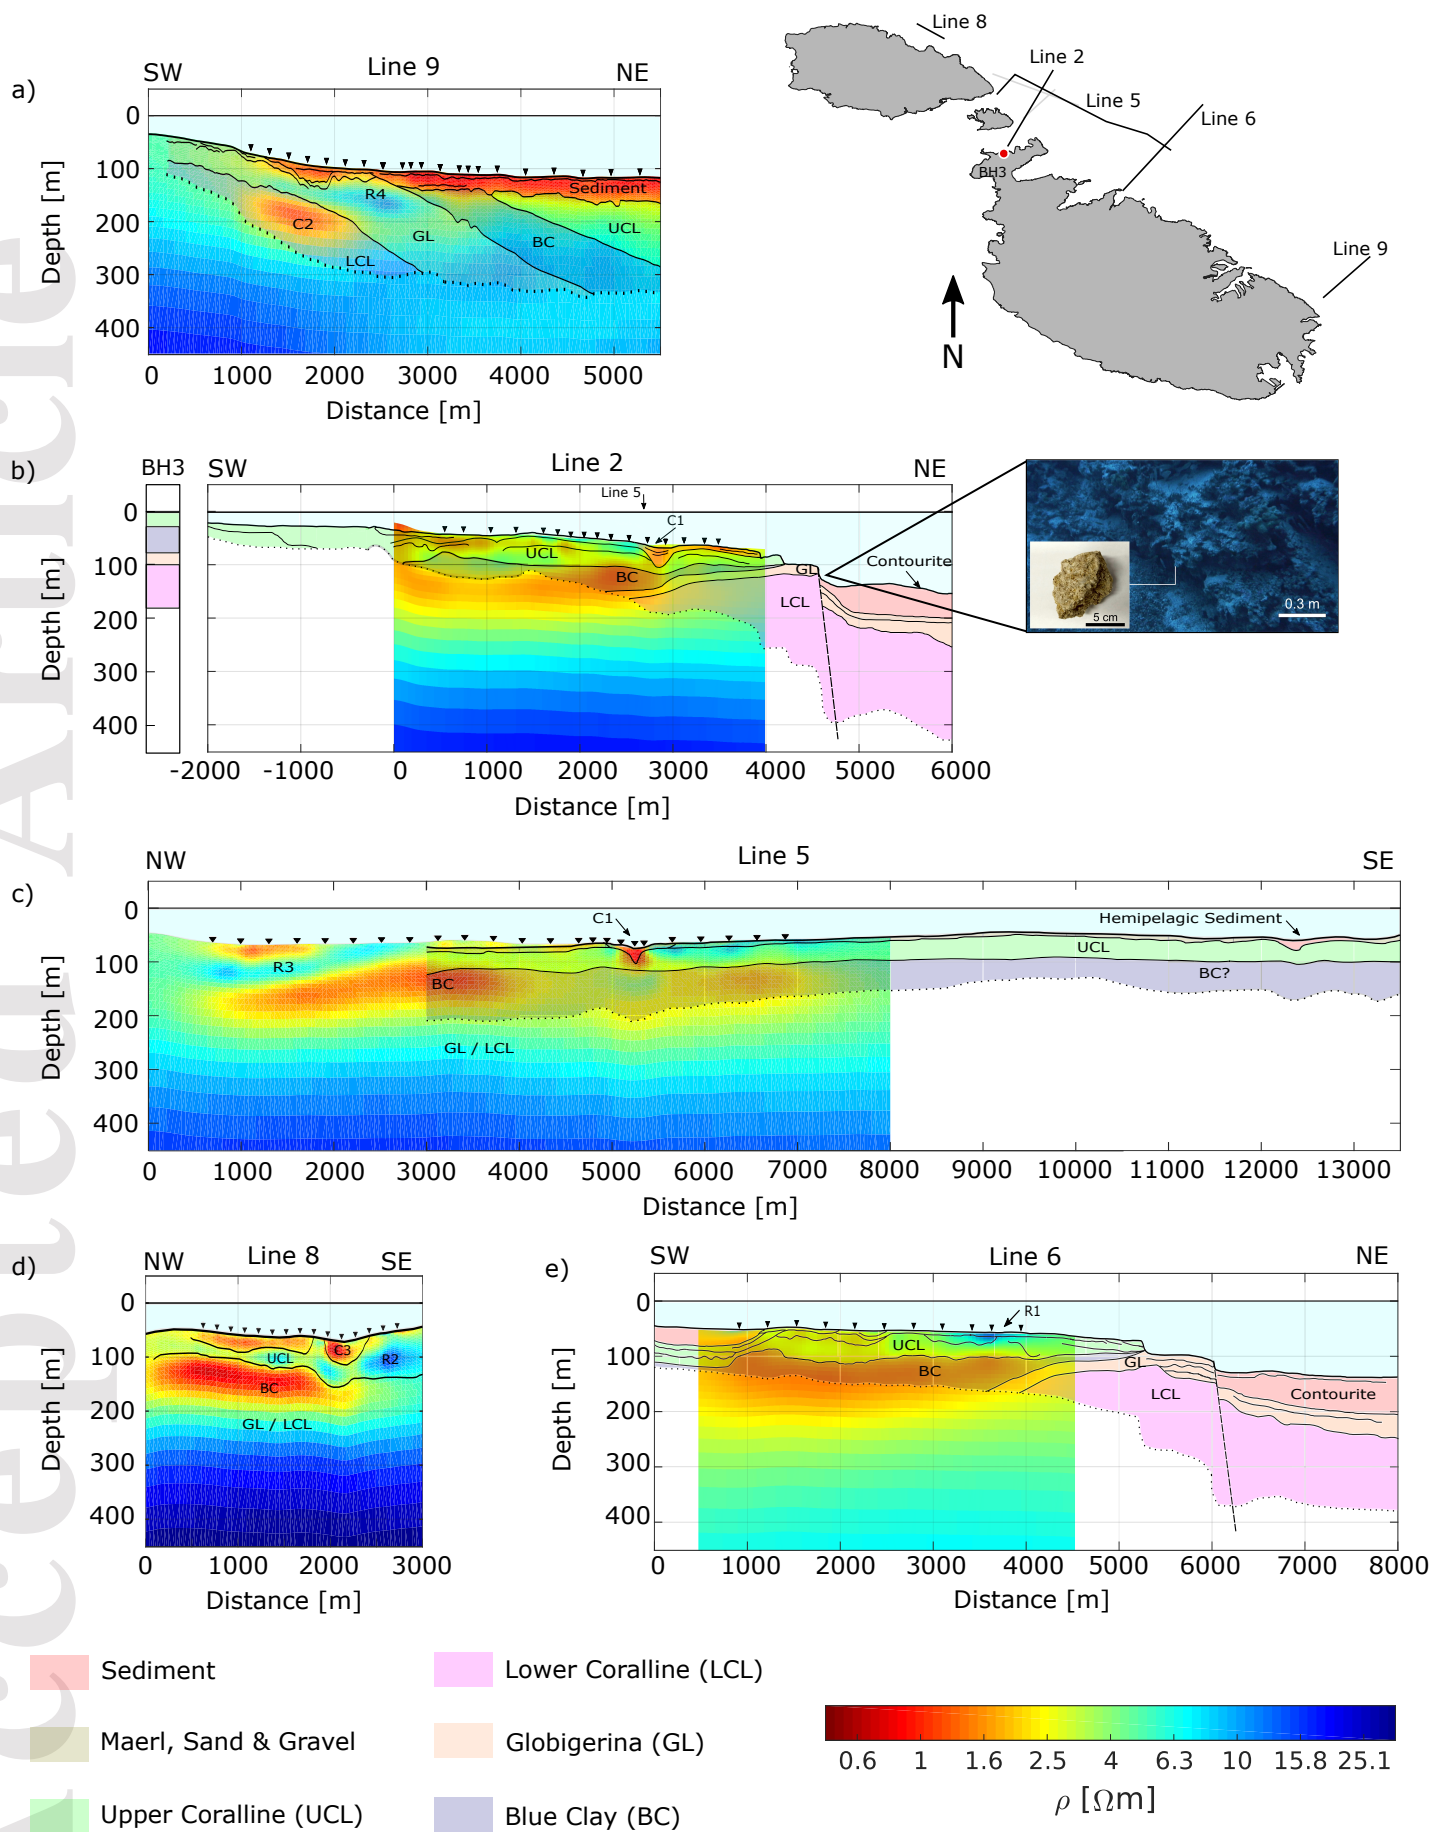 Accepted Article
a)
SW
Line 9
NE
0
100
200
300
400
Depth [m]
R4
C2
LCL
GL
BC
UCL
Sediment
0
1000
2000
3000
4000
5000
Distance [m]
Line 8
Line 2
Line 5
Line 6
BH3
Line 9
N
b)
BH3
SW
Line 2
NE
Line 5
C1
0
100
200
300
400
Depth [m]
UCL
BC
GL
LCL
Contourite
5 cm
0.3 m
-2000
-1000
0
1000
2000
3000
4000
5000
6000
Distance [m]
c)
NW
Line 5
SE
0
100
200
300
400
Depth [m]
C1
Hemipelagic Sediment
R3
BC
UCL
BC?
GL / LCL
0
1000
2000
3000
4000
5000
6000
7000
8000
9000
10000
11000
12000
13000
Distance [m]
d)
NW
Line 8
SE
0
100
200
300
400
Depth [m]
UCL
C3
R2
BC
GL / LCL
0
1000
2000
3000
Distance [m]
e)
SW
Line 6
NE
0
100
200
300
400
Depth [m]
R1
UCL
BC
GL
LCL
Contourite
0
1000
2000
3000
4000
5000
6000
7000
8000
Distance [m]
Sediment
Maerl, Sand & Gravel
Upper Coralline (UCL)
Lower Coralline (LCL)
Globigerina (GL)
Blue Clay (BC)
0.6 1 1.6 2.5 4 6.3 10 15.8 25.1
ρ [Ωm]